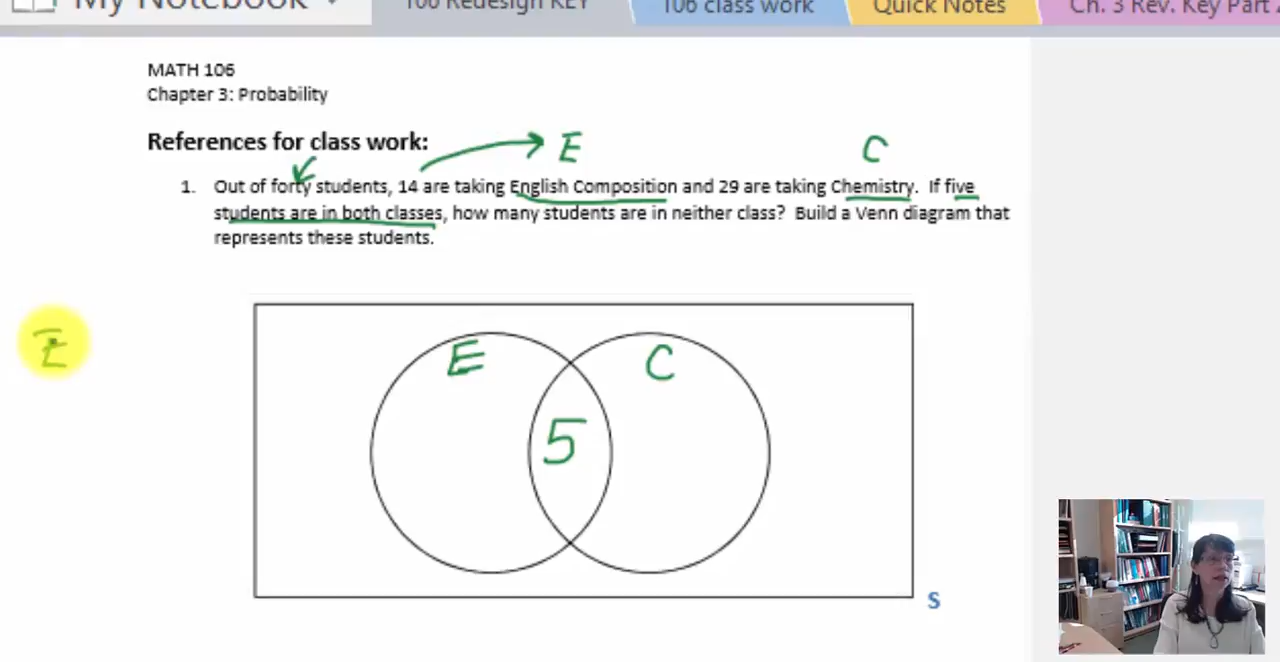 My Notebook
106 Redesign KEY
106 class work
Quick Notes
Ch. 3 Rev. Key Part 2
MATH 106
Chapter 3: Probability
References for class work:
E
C
1. Out of forty students, 14 are taking English Composition and 29 are taking Chemistry. If five
students are in both classes, how many students are in neither class? Build a Venn diagram that
represents these students.
E
E
C
5
S